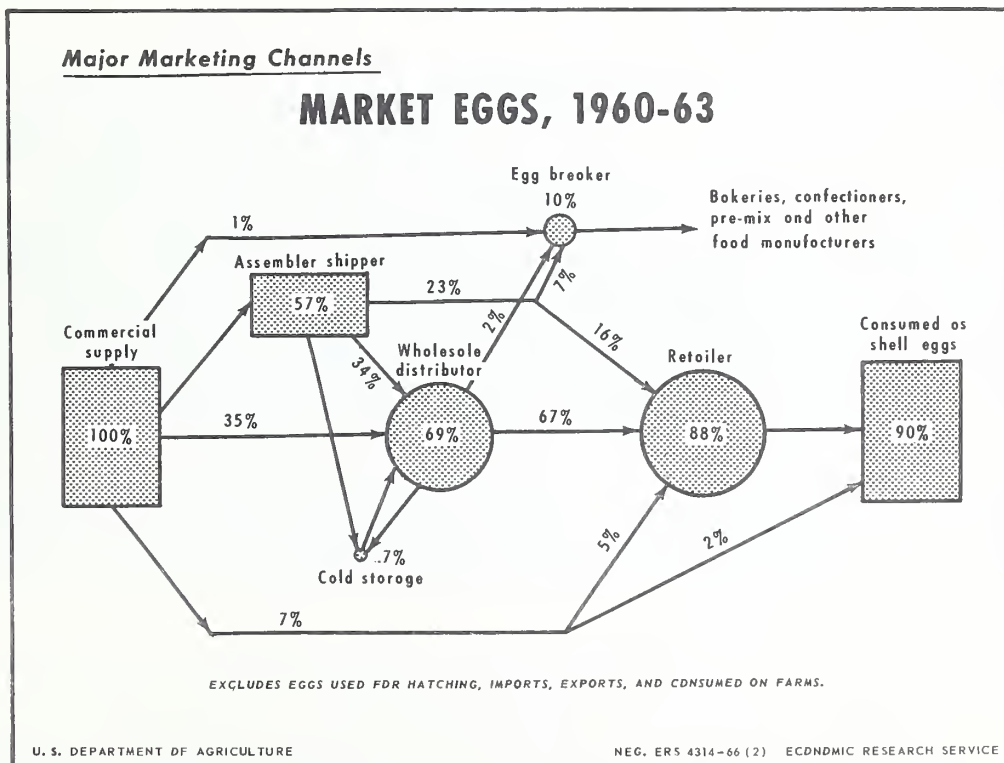 Major Marketing Channels
MARKET EGGS, 1960-63
Egg breoker
10%
Bokeries, confectioners,
pre-mix ond other
food manufacturers
1%
Assembler shipper
57%
23%
7%
2%
16%
Commercial
supply
100%
34%
Wholesole
distributor
69%
35%
67%
Retoiler
88%
Consumed os
shell eggs
90%
.7%
Cold storoge
5%
2%
7%
EXCLUDES EGGS USED FDR HATCHING, IMPORTS, EXPORTS, AND CDNSUMED ON FARMS.
U. S. DEPARTMENT DF AGRICULTURE
NEG. ERS 4314-66 (2) ECDNDMIC RESEARCH SERVICE